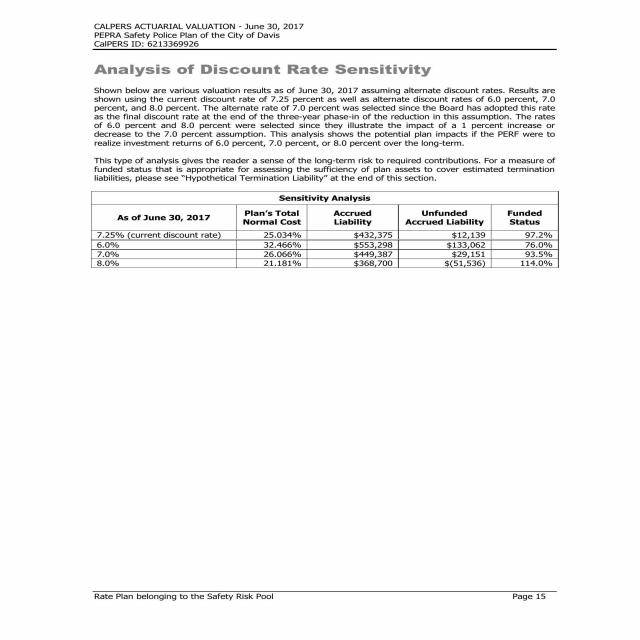 CALPERS ACTUARIAL VALUATION - June 30, 2017
PEPRA Safety Police Plan of the City of Davis
CalPERS ID: 6213369926
Analysis of Discount Rate Sensitivity
Shown below are various valuation results as of June 30, 2017 assuming alternate discount rates. Results are
shown using the current discount rate of 7.25 percent as well as alternate discount rates of 6.0 percent, 7.0
percent, and 8.0 percent. The alternate rate of 7.0 percent was selected since the Board has adopted this rate
as the final discount rate at the end of the three-year phase-in of the reduction in this assumption. The rates
of 6.0 percent and 8.0 percent were selected since they illustrate the impact of a 1 percent increase or
decrease to the 7.0 percent assumption. This analysis shows the potential plan impacts if the PERF were to
realize investment returns of 6.0 percent, 7.0 percent, or 8.0 percent over the long-term.
This type of analysis gives the reader a sense of the long-term risk to required contributions. For a measure of
funded status that is appropriate for assessing the sufficiency of plan assets to cover estimated termination
liabilities, please see “Hypothetical Termination Liability” at the end of this section.
Sensitivity Analysis
As of June 30, 2017 Plan’s Total Normal Cost Accrued Liability Unfunded Accrued Liability Funded Status
7.25% (current discount rate) 25.034% $432,375 $12,139 97.2%
6.0% 32.466% $553,298 $133,062 76.0%
7.0% 26.066% $449,387 $29,151 93.5%
8.0% 21.181% $368,700 $(51,536) 114.0%
Rate Plan belonging to the Safety Risk Pool Page 15